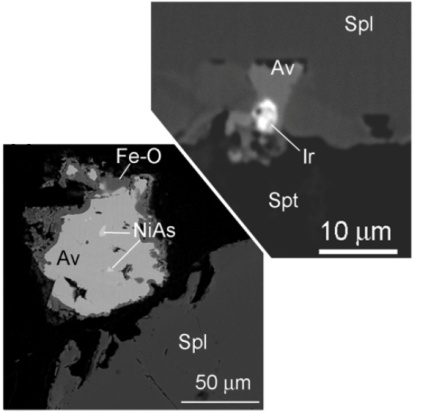 Spl
Av
Ir
Spt
10 μm
Fe-O
NiAs
Av
Spl
50 μm